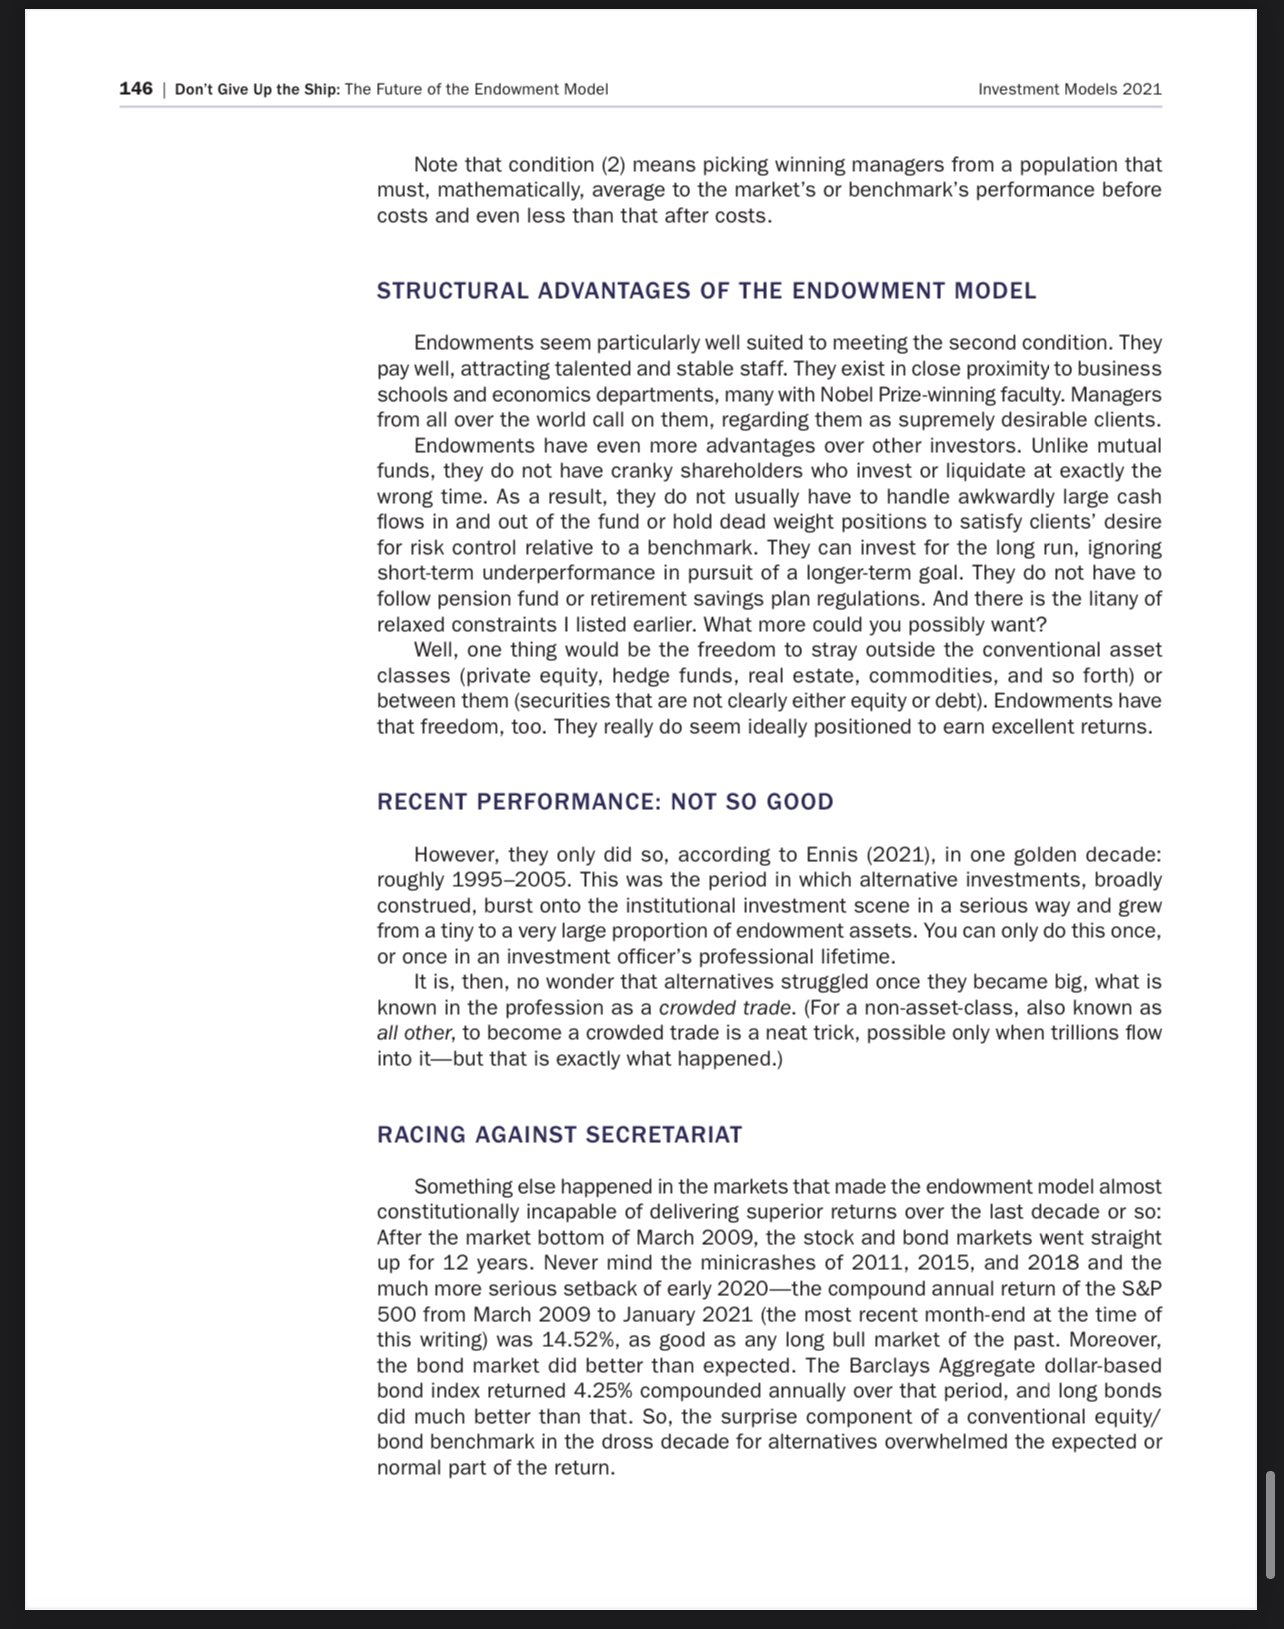 146 | Don't Give Up the Ship: The Future of the Endowment Model Investment Models 2021
Note that condition (2) means picking winning managers from a population that
must, mathematically, average to the market's or benchmark's performance before
costs and even less than that after costs.
STRUCTURAL ADVANTAGES OF THE ENDOWMENT MODEL
Endowments seem particularly well suited to meeting the second condition. They
pay well, attracting talented and stable staff. They exist in close proximity to business
schools and economics departments, many with Nobel Prize-winning faculty. Managers
from all over the world call on them, regarding them as supremely desirable clients.
Endowments have even more advantages over other investors. Unlike mutual
funds, they do not have cranky shareholders who invest or liquidate at exactly the
wrong time. As a result, they do not usually have to handle awkwardly large cash
flows in and out of the fund or hold dead weight positions to satisfy clients' desire
for risk control relative to a benchmark. They can invest for the long run, ignoring
short-term underperformance in pursuit of a longer-term goal. They do not have to
follow pension fund or retirement savings plan regulations. And there is the litany of
relaxed constraints I listed earlier. What more could you possibly want?
Well, one thing would be the freedom to stray outside the conventional asset
classes (private equity, hedge funds, real estate, commodities, and so forth) or
between them (securities that are not clearly either equity or debt). Endowments have
that freedom, too. They really do seem ideally positioned to earn excellent returns.
RECENT PERFORMANCE: NOT SO GOOD
However, they only did so, according to Ennis (2021), in one golden decade:
roughly 1995–2005. This was the period in which alternative investments, broadly
construed, burst onto the institutional investment scene in a serious way and grew
from a tiny to a very large proportion of endowment assets. You can only do this once,
or once in an investment officer's professional lifetime.
It is, then, no wonder that alternatives struggled once they became big, what is
known in the profession as a crowded trade. (For a non-asset-class, also known as
all other, to become a crowded trade is a neat trick, possible only when trillions flow
into it—but that is exactly what happened.)
RACING AGAINST SECRETARIAT
Something else happened in the markets that made the endowment model almost
constitutionally incapable of delivering superior returns over the last decade or so:
After the market bottom of March 2009, the stock and bond markets went straight
up for 12 years. Never mind the minicrashes of 2011, 2015, and 2018 and the
much more serious setback of early 2020—the compound annual return of the S&P
500 from March 2009 to January 2021 (the most recent month-end at the time of
this writing) was 14.52%, as good as any long bull market of the past. Moreover,
the bond market did better than expected. The Barclays Aggregate dollar-based
bond index returned 4.25% compounded annually over that period, and long bonds
did much better than that. So, the surprise component of a conventional equity/
bond benchmark in the dross decade for alternatives overwhelmed the expected or
normal part of the return.